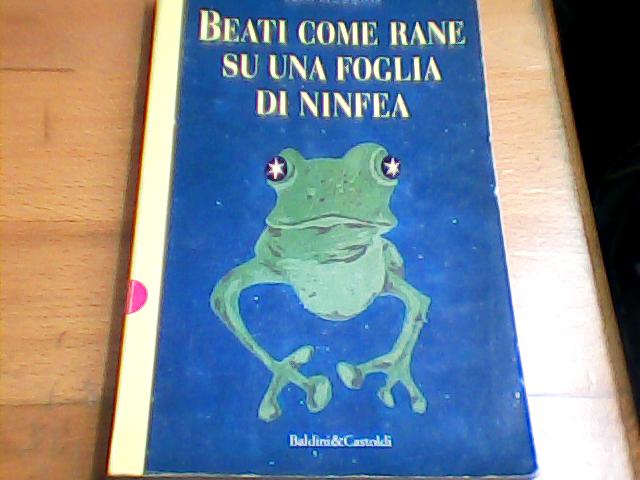 BEATI COME RANE
SU UNA FOGLIA
DI NINFEA
Baldini&Castoldi